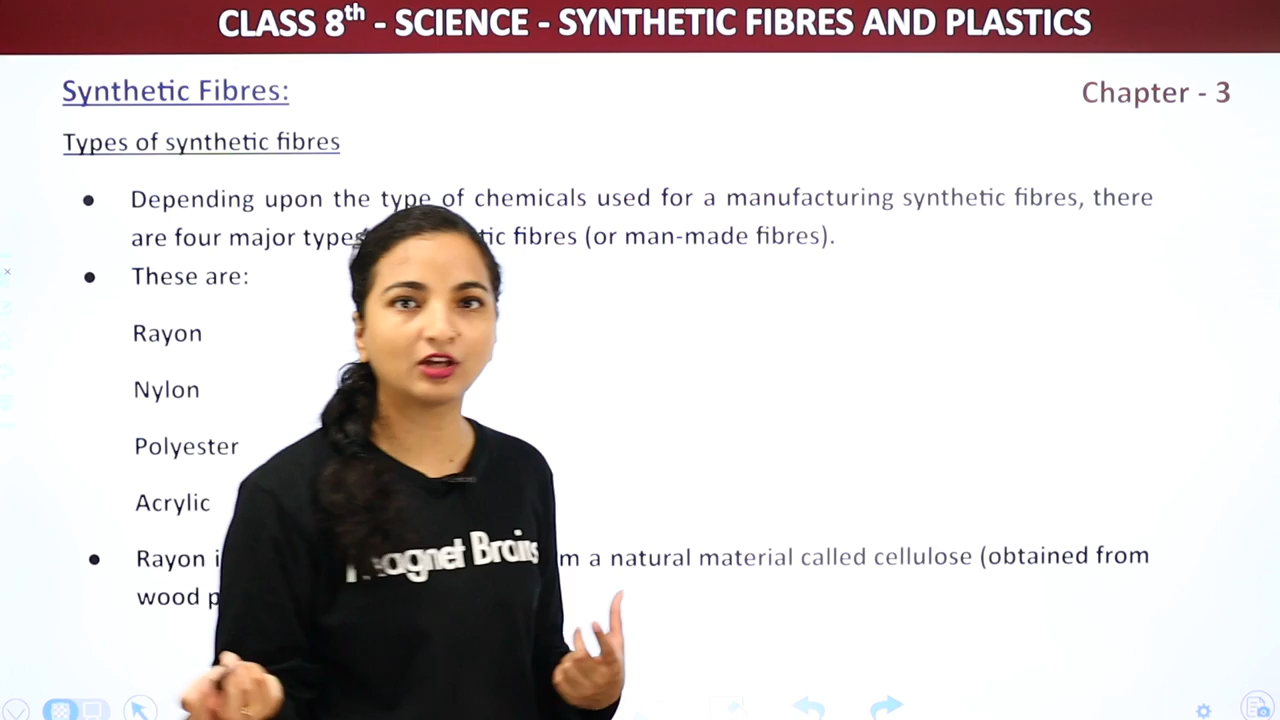 CLASS 8th - SCIENCE - SYNTHETIC FIBRES AND PLASTICS
Synthetic Fibres:
Chapter - 3
Types of synthetic fibres
● Depending upon the type of chemicals used for a manufacturing synthetic fibres, there
are four major types fibres (or man-made fibres).
● These are:
Rayon
Nylon
Polyester
Acrylic
● Rayon a natural material called cellulose (obtained from
wood
Magnet Brains